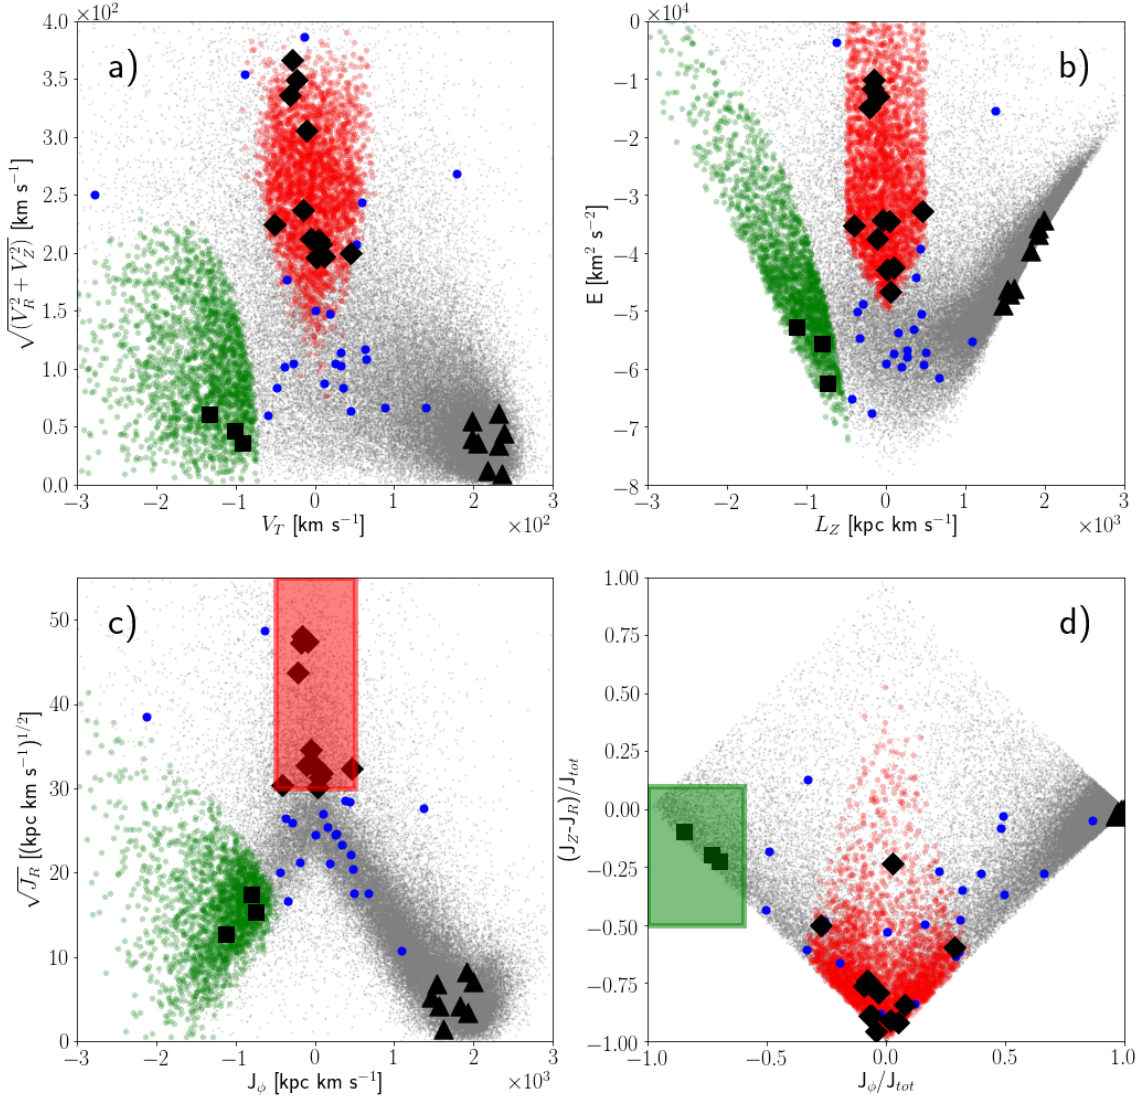 ×10²
a)
4.0
3.5
3.0
2.5
2.0
1.5
1.0
0.5
0.0
√(V_R² + V_Z²) [km s⁻¹]
−3 −2 −1 0 1 2 3
V_T [km s⁻¹]
×10²
×10⁴
b)
0
−1
−2
−3
−4
−5
−6
−7
−8
E [km² s⁻²]
−3 −2 −1 0 1 2 3
L_Z [kpc km s⁻¹]
×10³
c)
50
40
30
20
10
0
√J_R [(kpc km s⁻¹)^{1/2}]
−3 −2 −1 0 1 2 3
J_ϕ [kpc km s⁻¹]
×10³
d)
1.00
0.75
0.50
0.25
0.00
−0.25
−0.50
−0.75
−1.00
(J_Z-J_R)/J_tot
−1.0 −0.5 0.0 0.5 1.0
J_ϕ/J_tot